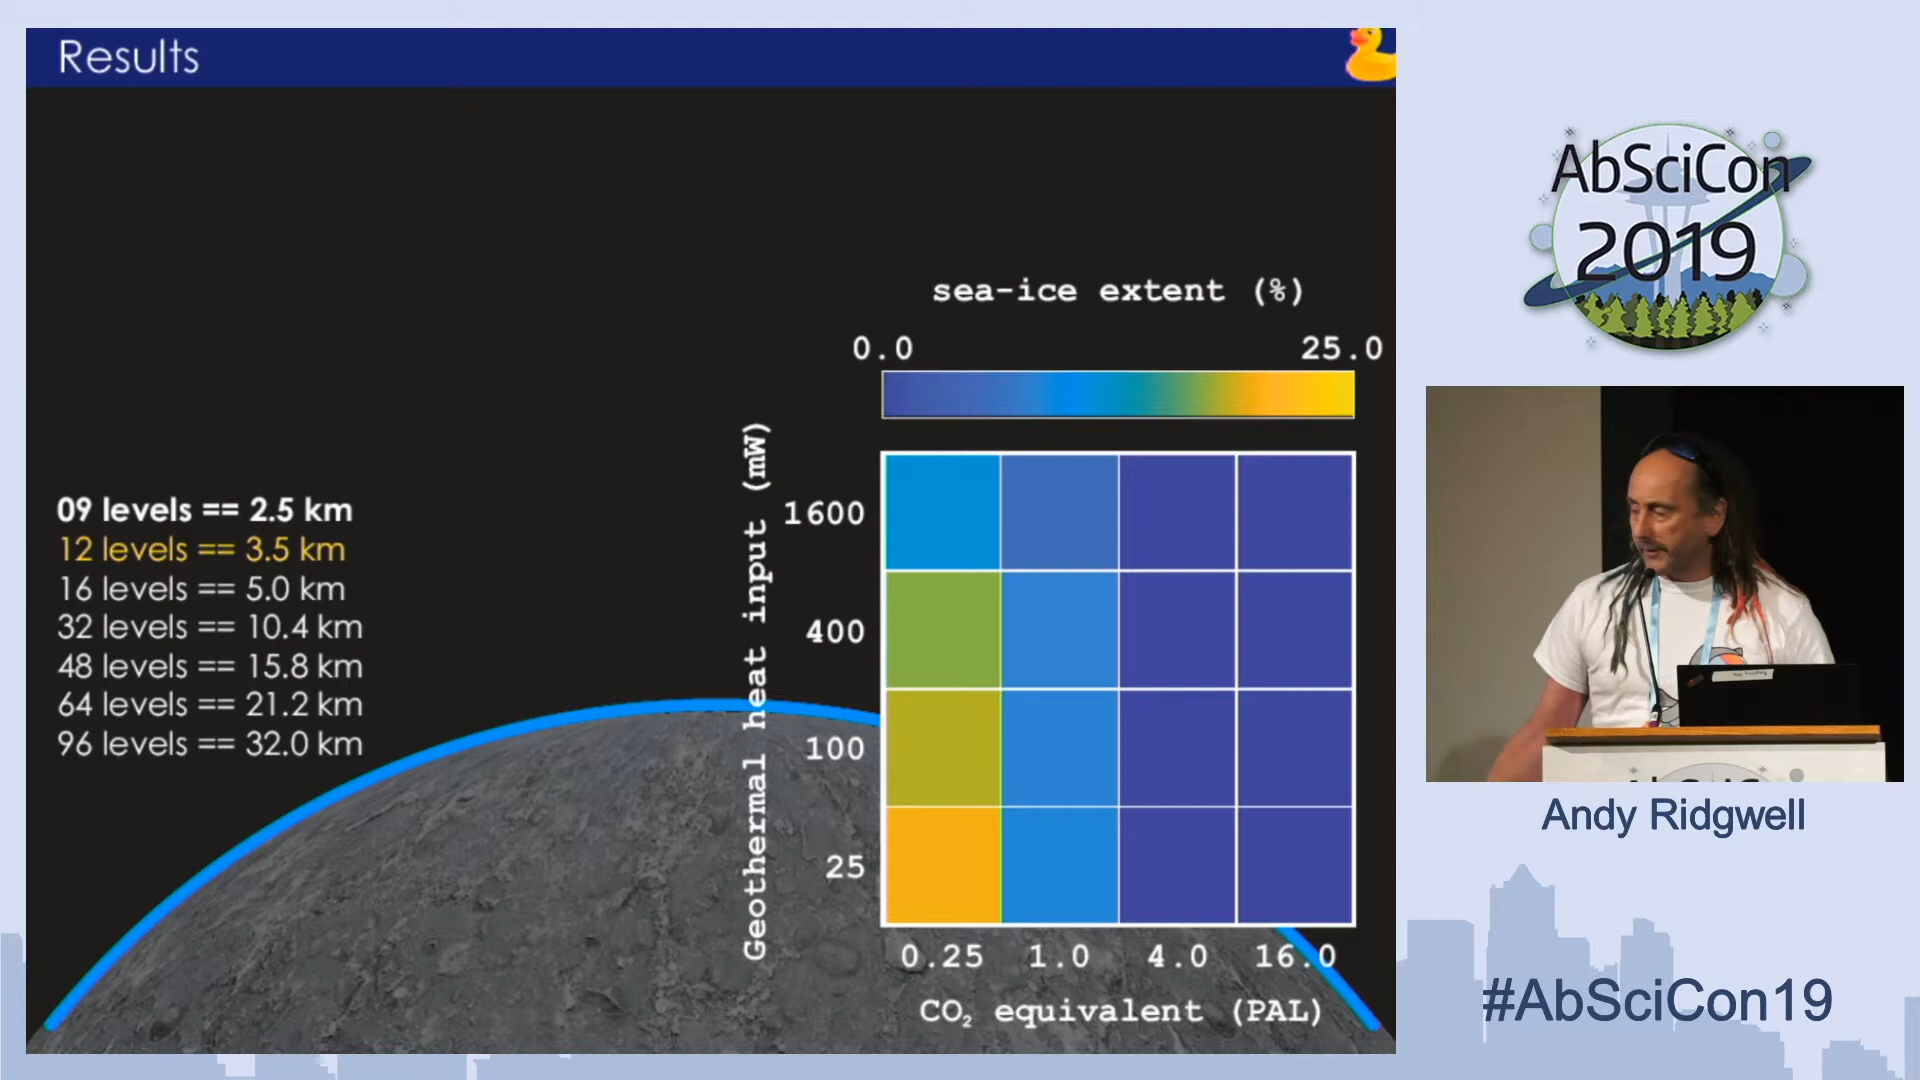 Results
sea-ice extent (%)
0.0
25.0
09 levels == 2.5 km
12 levels == 3.5 km
16 levels == 5.0 km
32 levels == 10.4 km
48 levels == 15.8 km
64 levels == 21.2 km
96 levels == 32.0 km
Geothermal heat input (mW)
1600
400
100
25
0.25 1.0 4.0 16.0
CO₂ equivalent (PAL)
AbSciCon
2019
Andy Ridgwell
#AbSciCon19